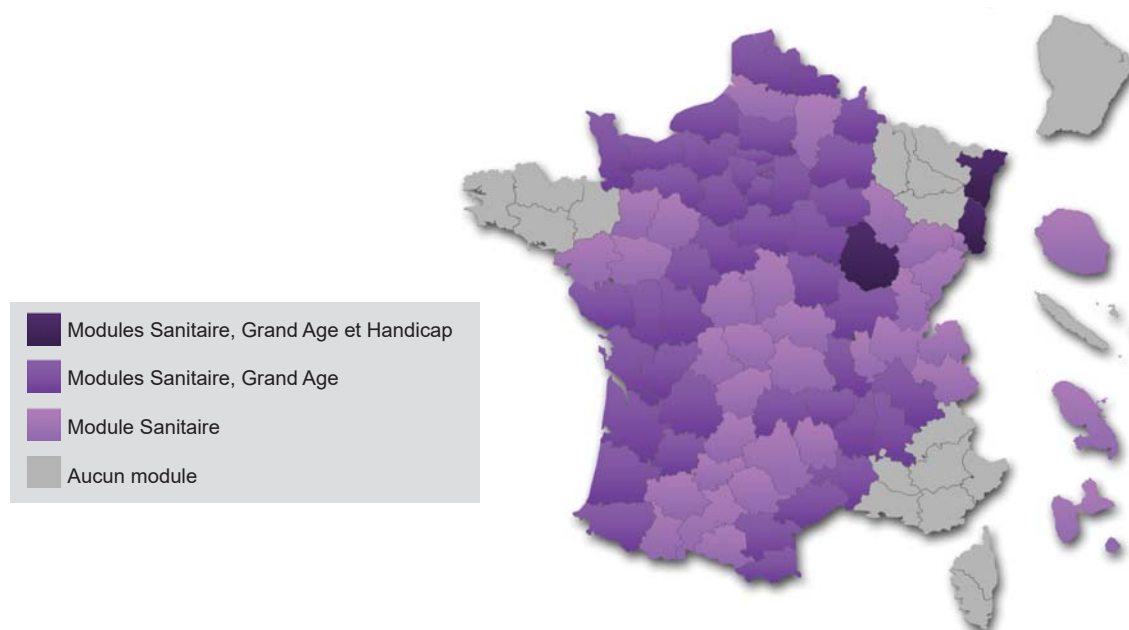 Modules Sanitaire, Grand Age et Handicap
Modules Sanitaire, Grand Age
Module Sanitaire
Aucun module